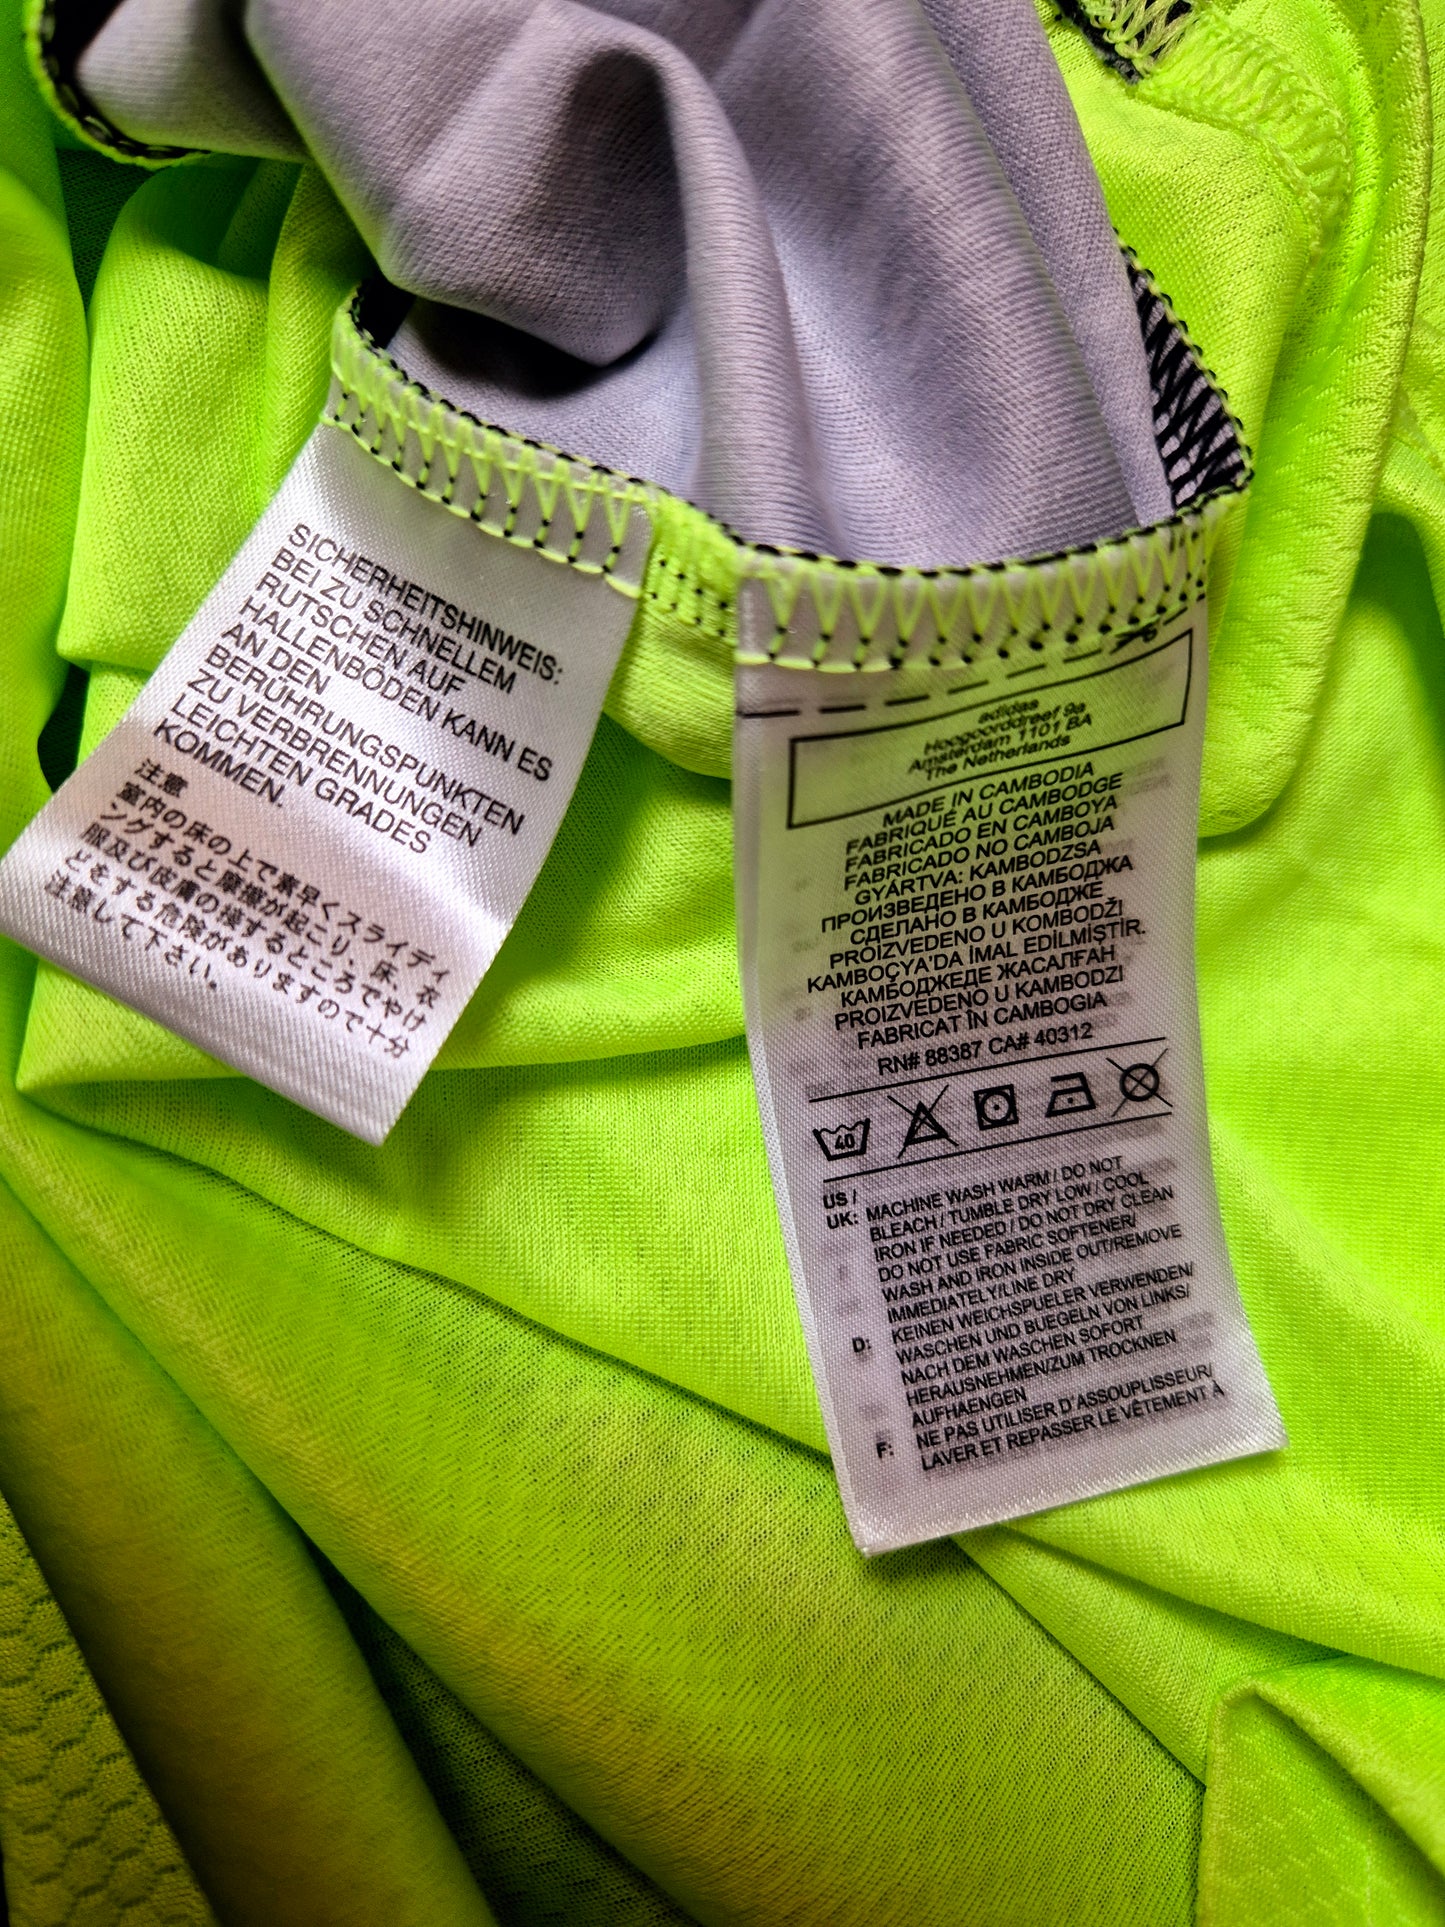 SICHERHEITSHINWEIS:
BEI ZU SCHNELLEM
RUTSCHEN AUF
HALLENBÖDEN KANN ES
AN DEN
BERÜHRUNGSPUNKTEN
ZU VERBRENNUNGEN
LEICHTEN GRADES
KOMMEN.
注意
室内の床の上で素早くスライディ
ングすると摩擦が起こり、床、衣
服及び皮膚の接するところでやけ
どをする危険がありますので十分
注意して下さい。
adidas
Hoogoorddreef 9a
Amsterdam 1101 BA
The Netherlands
MADE IN CAMBODIA
FABRIQUÉ AU CAMBODGE
FABRICADO EN CAMBOYA
FABRICADO NO CAMBOJA
GYÁRTVA: KAMBODZSA
ПРОИЗВЕДЕНО В КАМБОДЖА
СДЕЛАНО В КАМБОДЖЕ
PROIZVEDENO U KOMBODŽI
KAMBOÇYA'DA İMAL EDİLMİŞTİR.
КАМБОДЖЕДЕ ЖАСАЛҒАН
PROIZVEDENO U KAMBODZI
FABRICAT ÎN CAMBOGIA
RN# 88387 CA# 40312
40
US /
UK: MACHINE WASH WARM / DO NOT
BLEACH / TUMBLE DRY LOW / COOL
IRON IF NEEDED / DO NOT DRY CLEAN
DO NOT USE FABRIC SOFTENER/
WASH AND IRON INSIDE OUT/REMOVE
IMMEDIATELY/LINE DRY
D: KEINEN WEICHSPUELER VERWENDEN/
WASCHEN UND BUEGELN VON LINKS/
NACH DEM WASCHEN SOFORT
HERAUSNEHMEN/ZUM TROCKNEN
AUFHAENGEN
F: NE PAS UTILISER D'ASSOUPLISSEUR/
LAVER ET REPASSER LE VÊTEMENT À